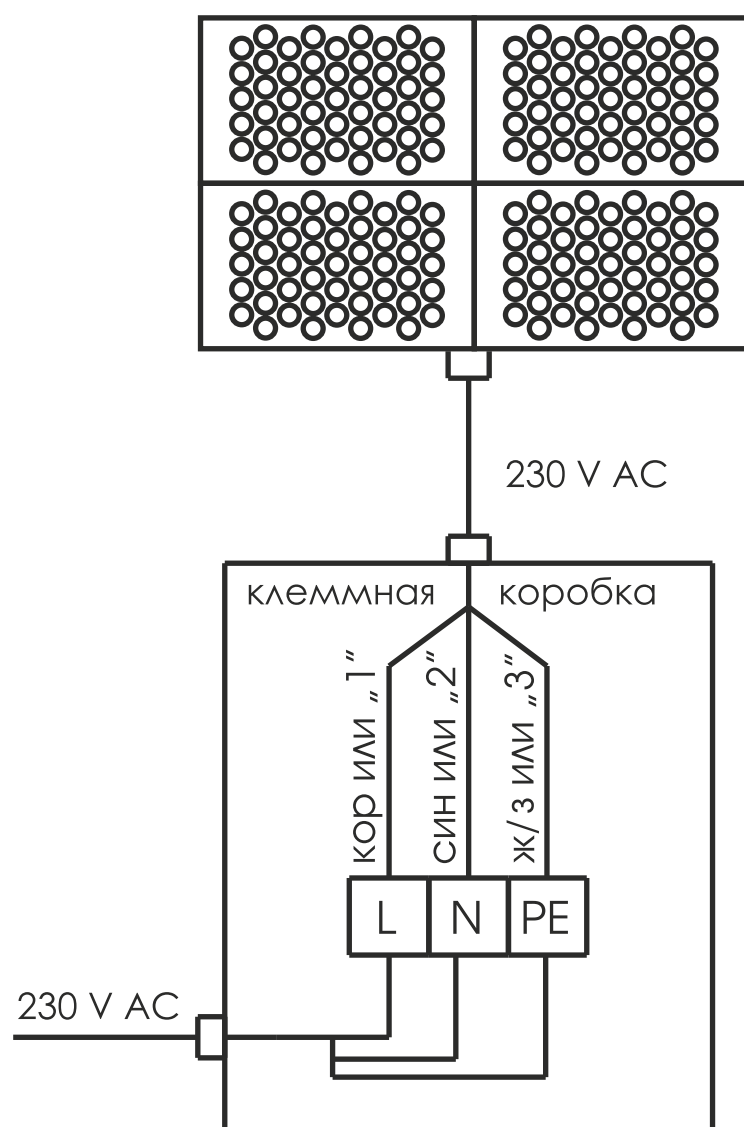 230 V AC
клеммная коробка
кор или „1”
син или „2”
ж/з или „3”
L N PE
230 V AC